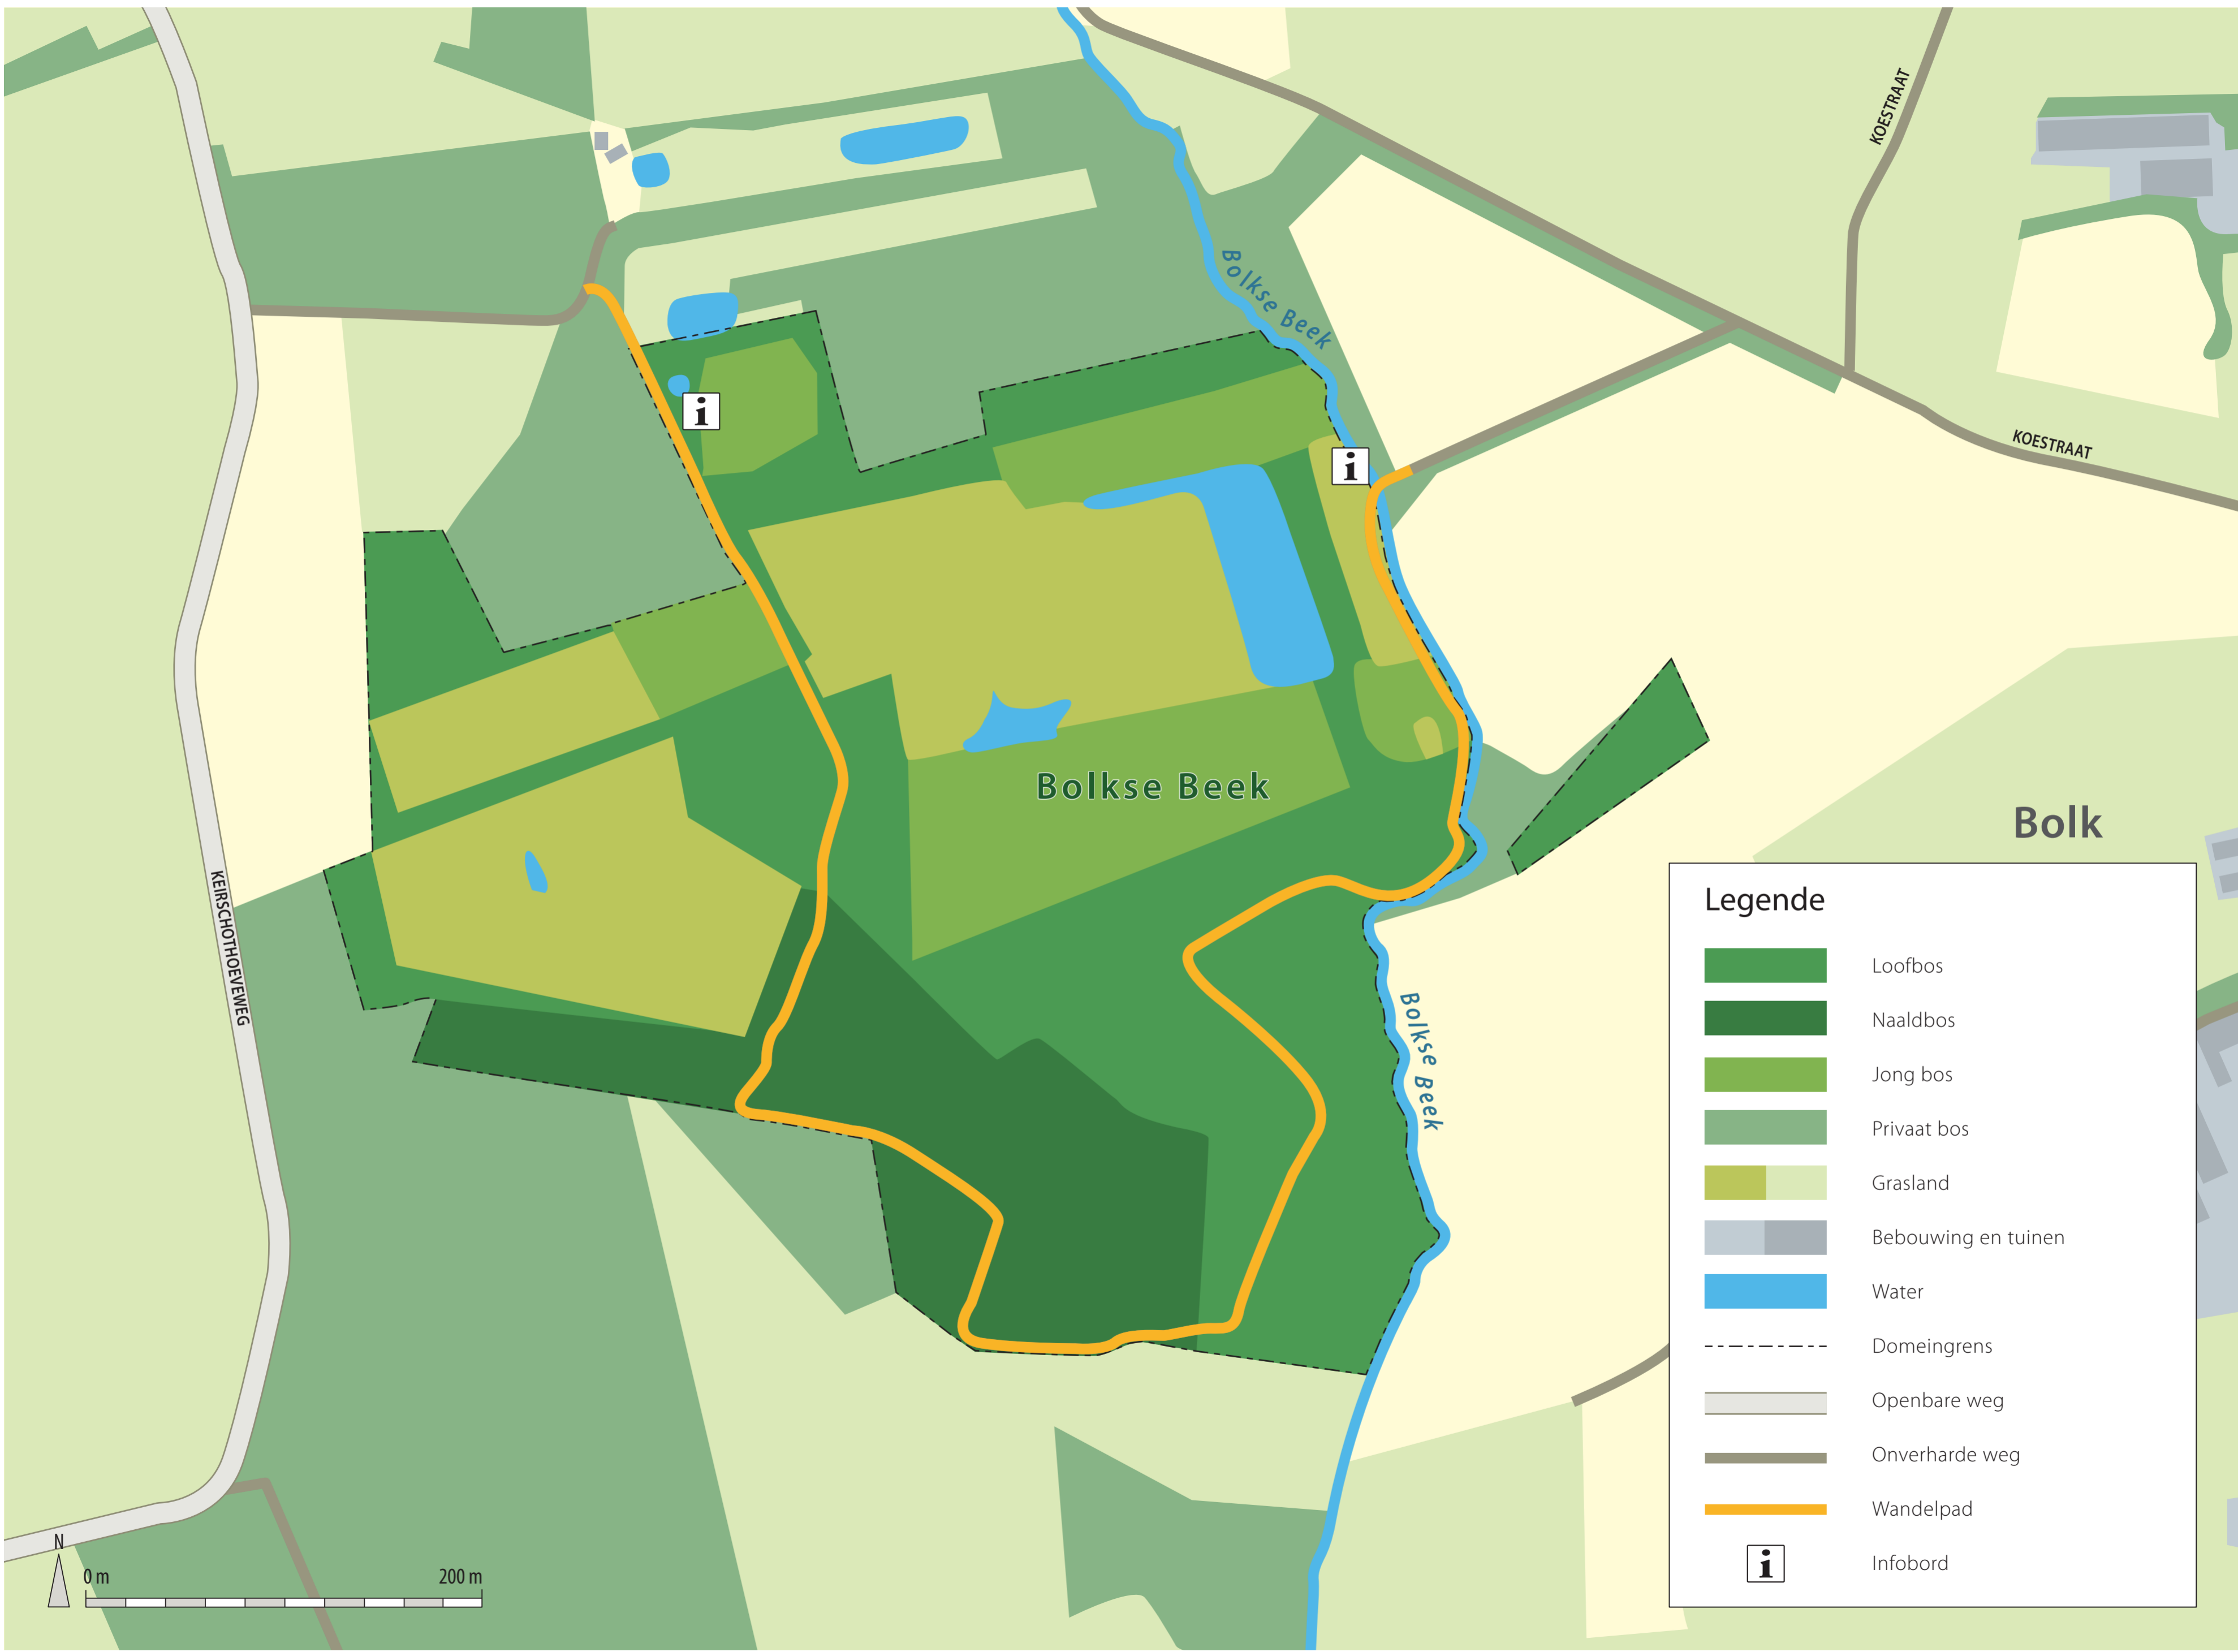 KOESTRAAT
Bolkse Beek
KOESTRAAT
Bolkse Beek
Bolk
KEIRSCHOTHOEVEWEG
Bolkse Beek
Legende
Loofbos
Naaldbos
Jong bos
Privaat bos
Grasland
Bebouwing en tuinen
Water
Domeingrens
Openbare weg
Onverharde weg
Wandelpad
i Infobord
i
i
N
0 m 200 m